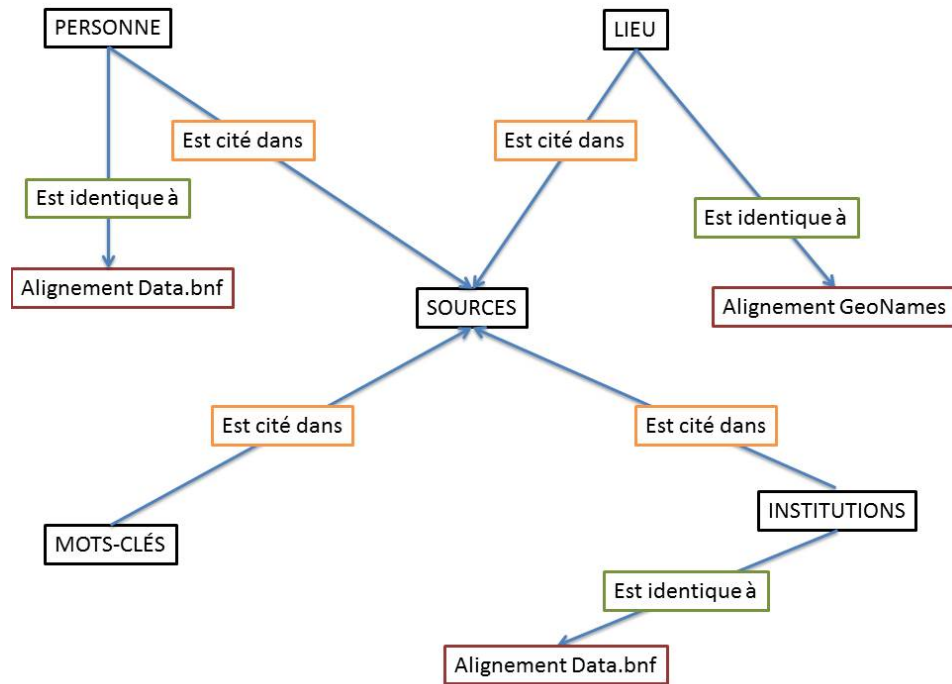 PERSONNE
LIEU
Est cité dans
Est cité dans
Est identique à
Est identique à
Alignement Data.bnf
SOURCES
Alignement GeoNames
Est cité dans
Est cité dans
INSTITUTIONS
MOTS-CLÉS
Est identique à
Alignement Data.bnf